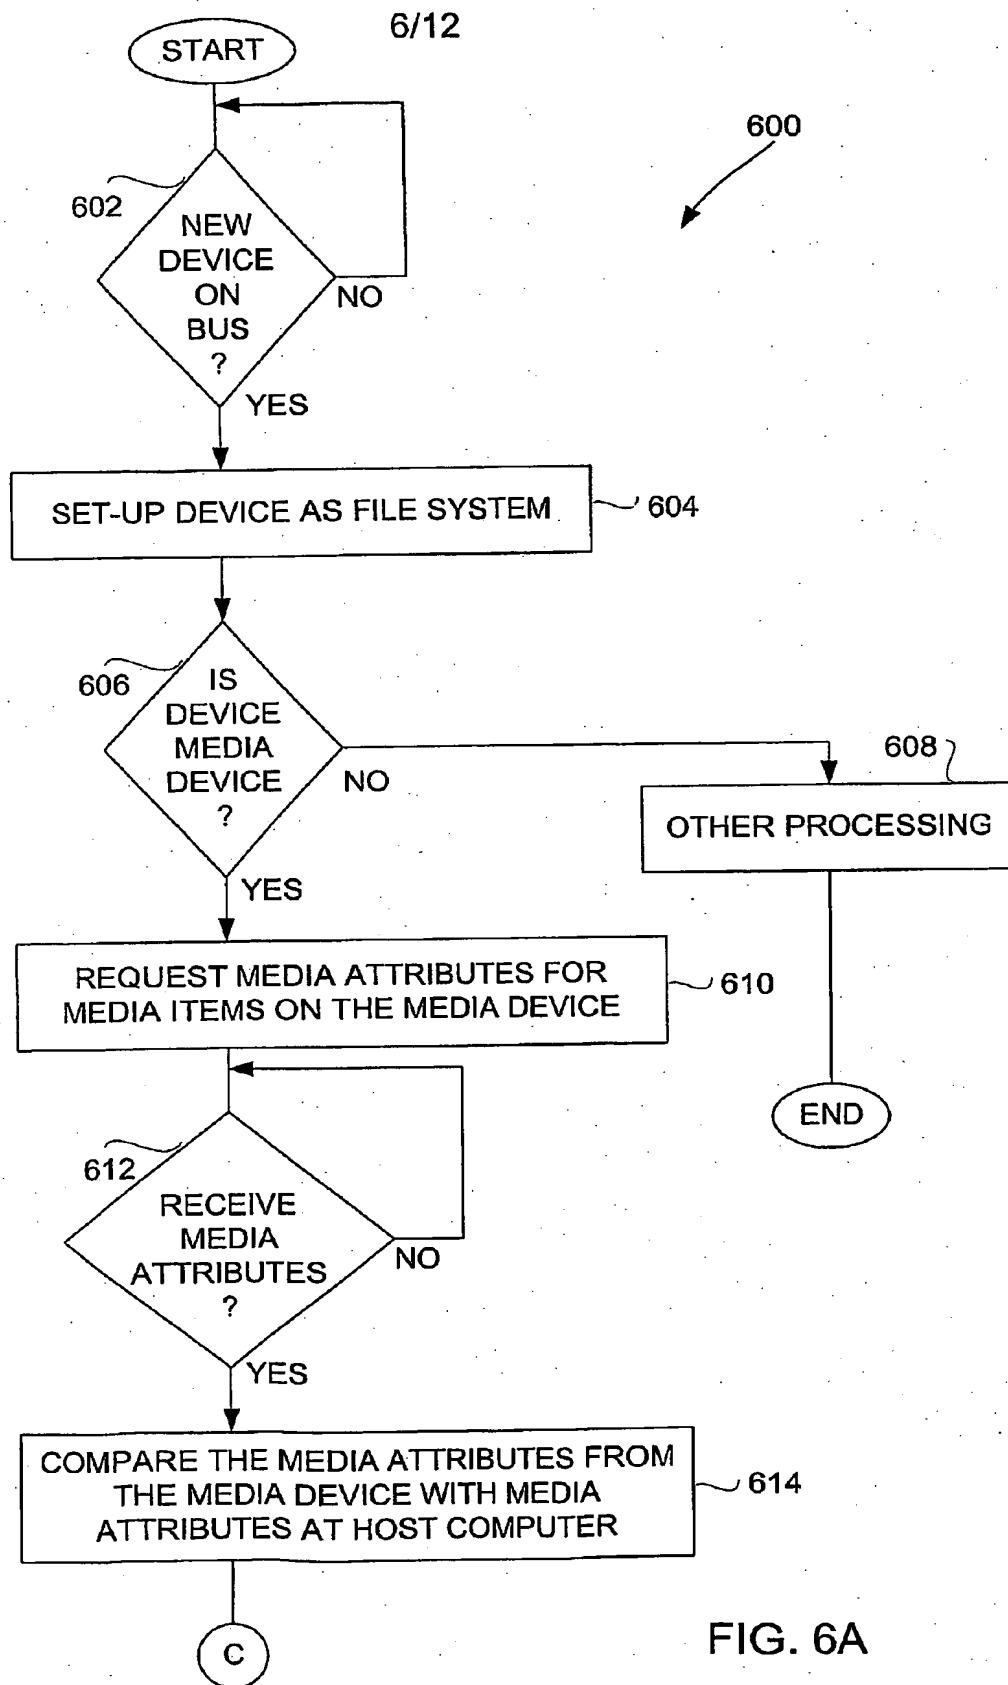 6/12
START
600
602
NEW
DEVICE
ON
BUS
?
NO
YES
SET-UP DEVICE AS FILE SYSTEM
604
606
IS
DEVICE
MEDIA
DEVICE
?
NO
608
OTHER PROCESSING
YES
REQUEST MEDIA ATTRIBUTES FOR
MEDIA ITEMS ON THE MEDIA DEVICE
610
END
612
RECEIVE
MEDIA
ATTRIBUTES
?
NO
YES
COMPARE THE MEDIA ATTRIBUTES FROM
THE MEDIA DEVICE WITH MEDIA
ATTRIBUTES AT HOST COMPUTER
614
C
FIG. 6A